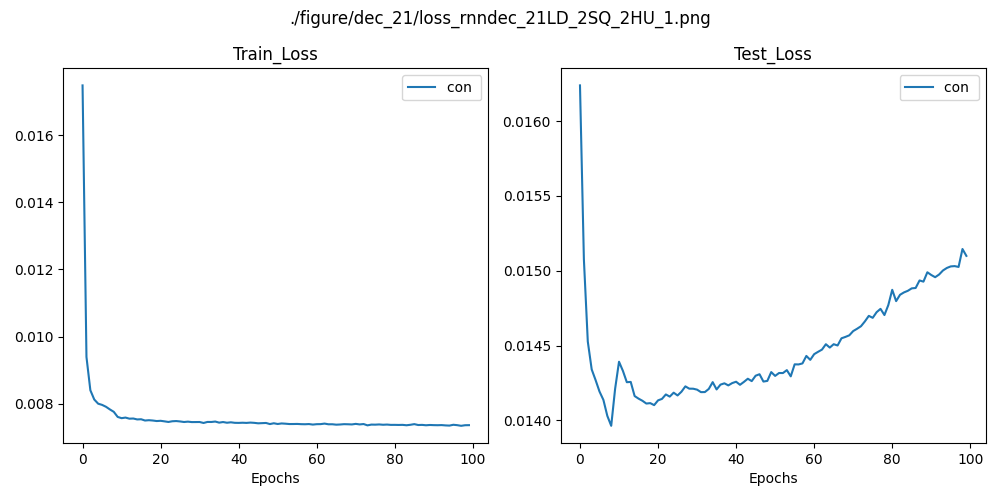 ./figure/dec_21/loss_rnndec_21LD_2SQ_2HU_1.png
Train_Loss
con
0.016
0.014
0.012
0.010
0.008
0 20 40 60 80 100
Epochs
Test_Loss
con
0.0160
0.0155
0.0150
0.0145
0.0140
0 20 40 60 80 100
Epochs